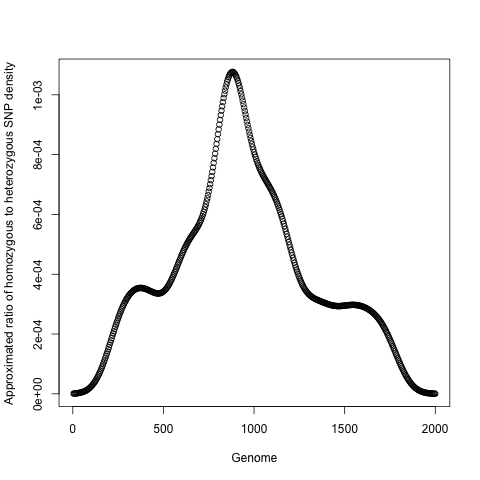 Approximated ratio of homozygous to heterozygous SNP density
1e-03
8e-04
6e-04
4e-04
2e-04
0e+00
0 500 1000 1500 2000
Genome